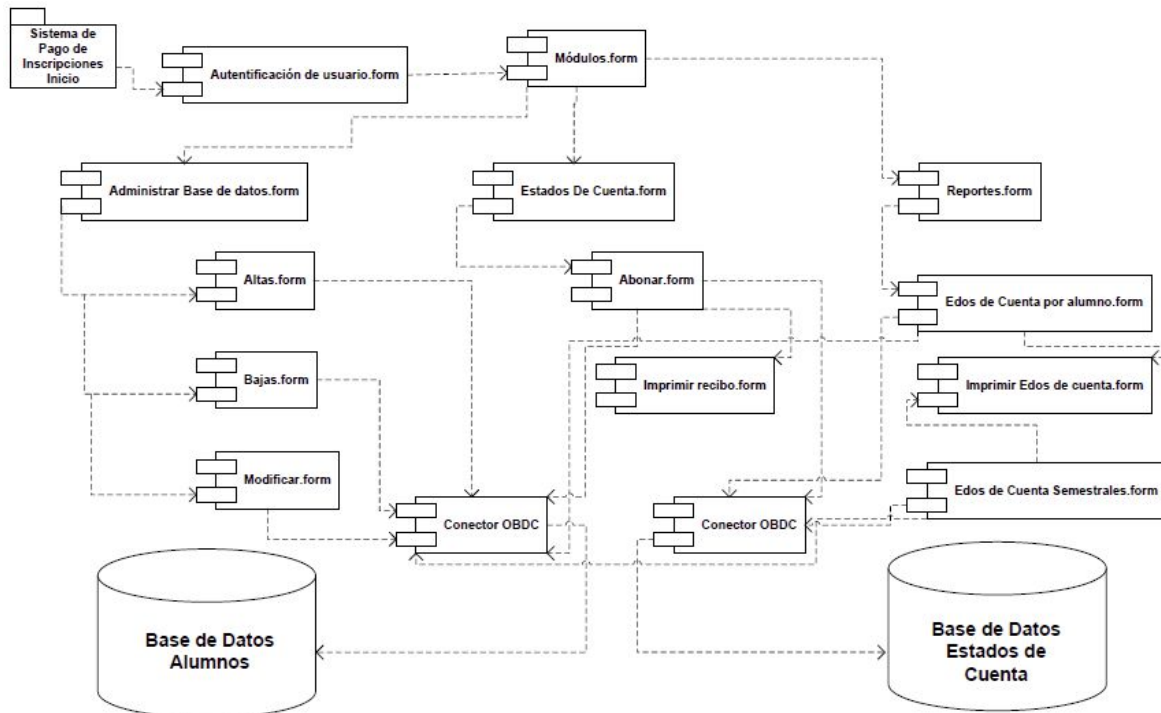 Sistema de
Pago de
Inscripciones
Inicio
Autentificación de usuario.form
Módulos.form
Administrar Base de datos.form
Estados De Cuenta.form
Reportes.form
Altas.form
Abonar.form
Edos de Cuenta por alumno.form
Bajas.form
Imprimir recibo.form
Imprimir Edos de cuenta.form
Modificar.form
Edos de Cuenta Semestrales.form
Conector OBDC
Conector OBDC
Base de Datos
Alumnos
Base de Datos
Estados de
Cuenta